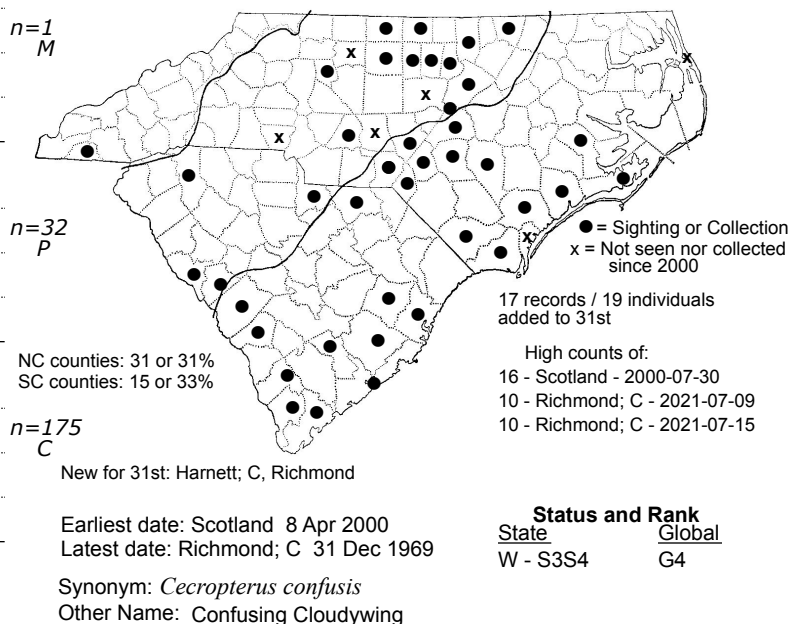 n=1
M
n=32
P
n=175
C
● = Sighting or Collection
x = Not seen nor collected
since 2000
17 records / 19 individuals
added to 31st
High counts of:
16 - Scotland - 2000-07-30
10 - Richmond; C - 2021-07-09
10 - Richmond; C - 2021-07-15
NC counties: 31 or 31%
SC counties: 15 or 33%
New for 31st: Harnett; C, Richmond
Earliest date: Scotland 8 Apr 2000
Latest date: Richmond; C 31 Dec 1969
Status and Rank
State Global
W - S3S4 G4
Synonym: Cecropterus confusis
Other Name: Confusing Cloudywing